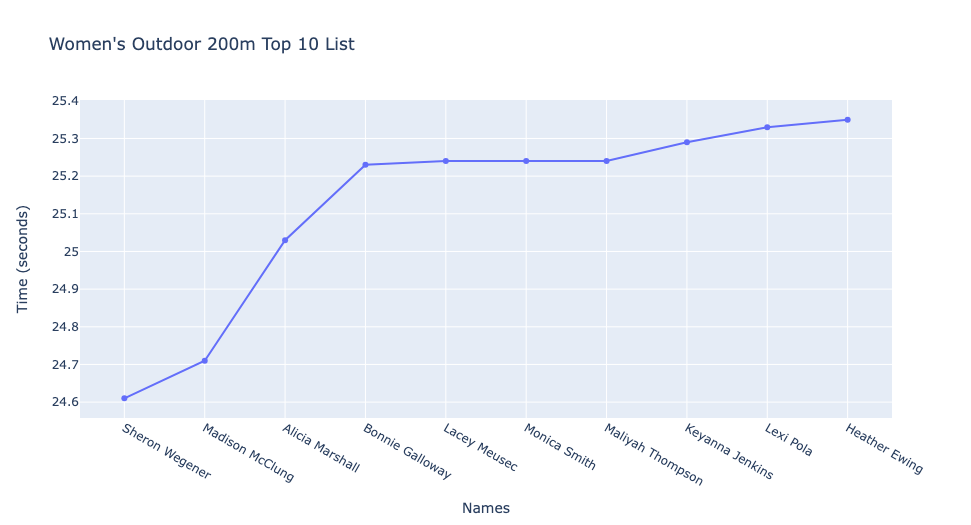 Women's Outdoor 200m Top 10 List
Time (seconds)
25.4
25.3
25.2
25.1
25
24.9
24.8
24.7
24.6
Sheron Wegener
Madison McClung
Alicia Marshall
Bonnie Galloway
Lacey Meusec
Monica Smith
Maliyah Thompson
Keyanna Jenkins
Lexi Pola
Heather Ewing
Names